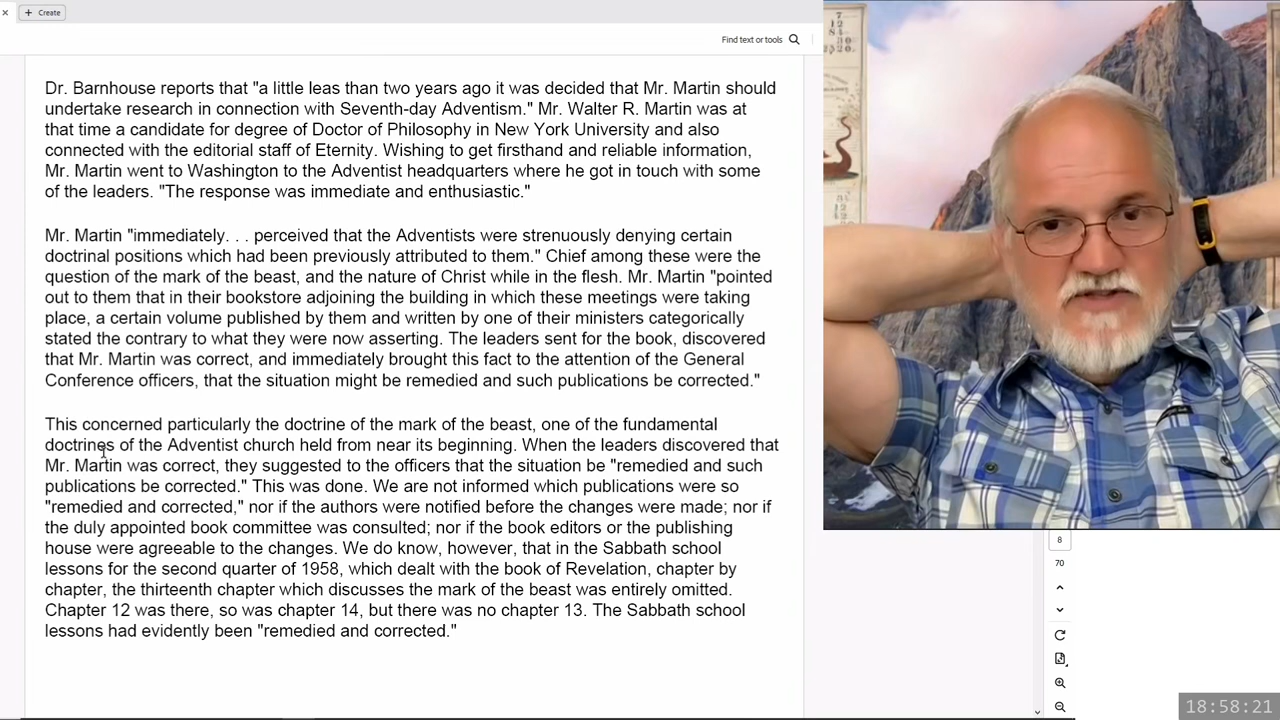 Create
Find text or tools
Dr. Barnhouse reports that "a little leas than two years ago it was decided that Mr. Martin should
undertake research in connection with Seventh-day Adventism." Mr. Walter R. Martin was at
that time a candidate for degree of Doctor of Philosophy in New York University and also
connected with the editorial staff of Eternity. Wishing to get firsthand and reliable information,
Mr. Martin went to Washington to the Adventist headquarters where he got in touch with some
of the leaders. "The response was immediate and enthusiastic."
Mr. Martin "immediately. . . perceived that the Adventists were strenuously denying certain
doctrinal positions which had been previously attributed to them." Chief among these were the
question of the mark of the beast, and the nature of Christ while in the flesh. Mr. Martin "pointed
out to them that in their bookstore adjoining the building in which these meetings were taking
place, a certain volume published by them and written by one of their ministers categorically
stated the contrary to what they were now asserting. The leaders sent for the book, discovered
that Mr. Martin was correct, and immediately brought this fact to the attention of the General
Conference officers, that the situation might be remedied and such publications be corrected."
This concerned particularly the doctrine of the mark of the beast, one of the fundamental
doctrines of the Adventist church held from near its beginning. When the leaders discovered that
Mr. Martin was correct, they suggested to the officers that the situation be "remedied and such
publications be corrected." This was done. We are not informed which publications were so
"remedied and corrected," nor if the authors were notified before the changes were made; nor if
the duly appointed book committee was consulted; nor if the book editors or the publishing
house were agreeable to the changes. We do know, however, that in the Sabbath school
lessons for the second quarter of 1958, which dealt with the book of Revelation, chapter by
chapter, the thirteenth chapter which discusses the mark of the beast was entirely omitted.
Chapter 12 was there, so was chapter 14, but there was no chapter 13. The Sabbath school
lessons had evidently been "remedied and corrected."
8
70
18:58:21